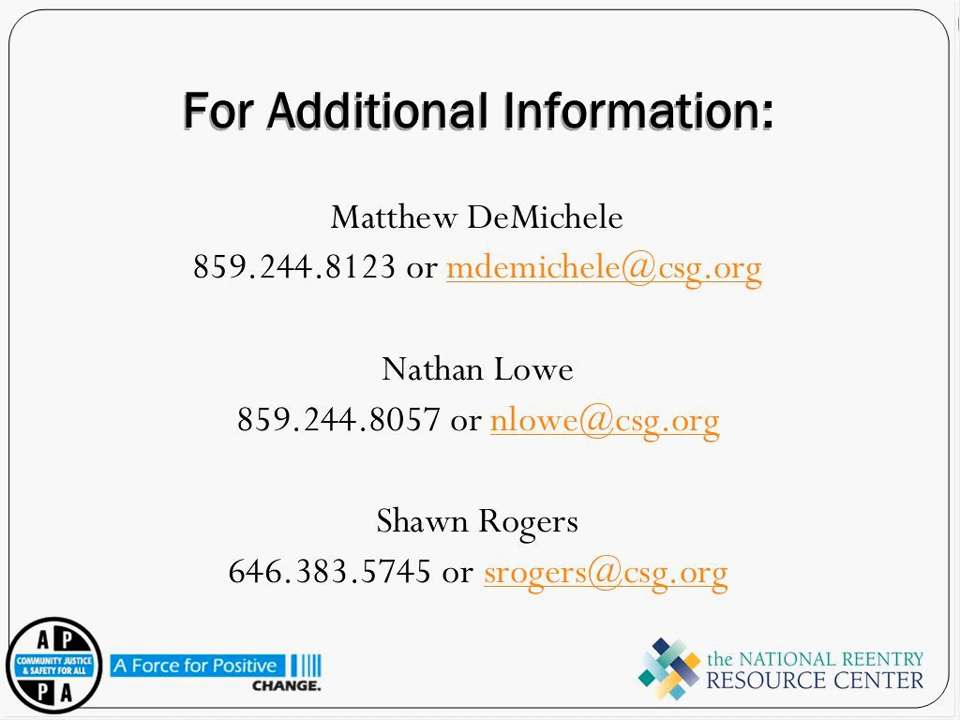 For Additional Information:
Matthew DeMichele
859.244.8123 or mdemichele@csg.org
Nathan Lowe
859.244.8057 or nlowe@csg.org
Shawn Rogers
646.383.5745 or srogers@csg.org
A P
COMMUNITY JUSTICE
& SAFETY FOR ALL
P A
A Force for Positive
CHANGE.
the NATIONAL REENTRY
RESOURCE CENTER